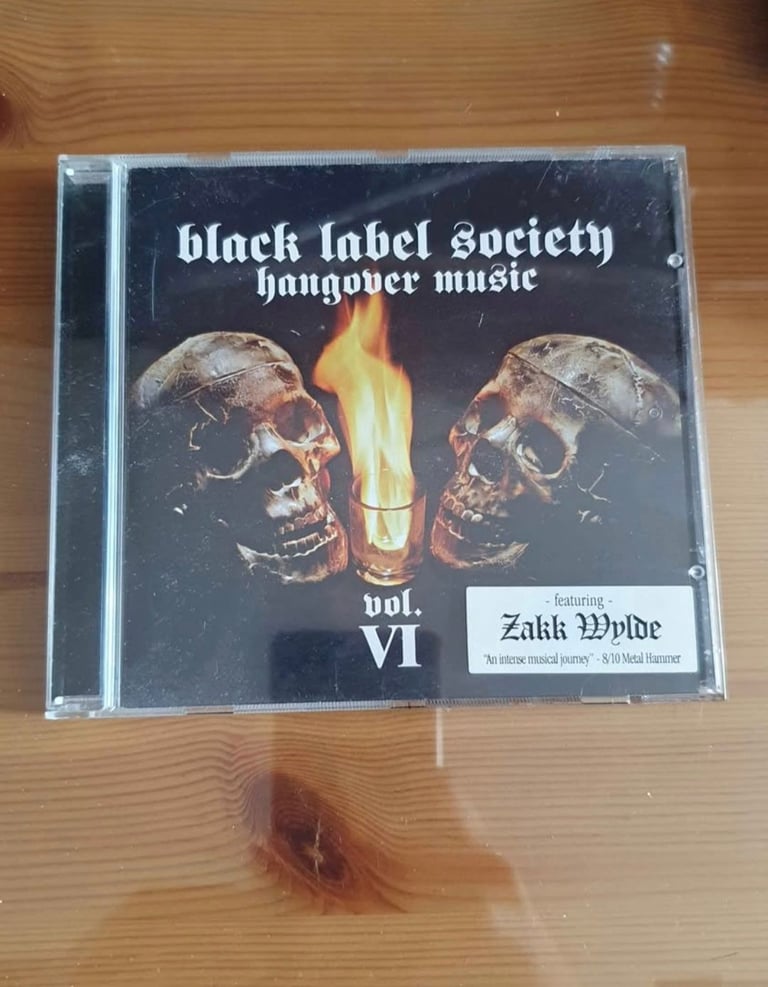 black label society
hangover music
vol.
VI
- featuring -
Zakk Wylde
"An intense musical journey" - 8/10 Metal Hammer